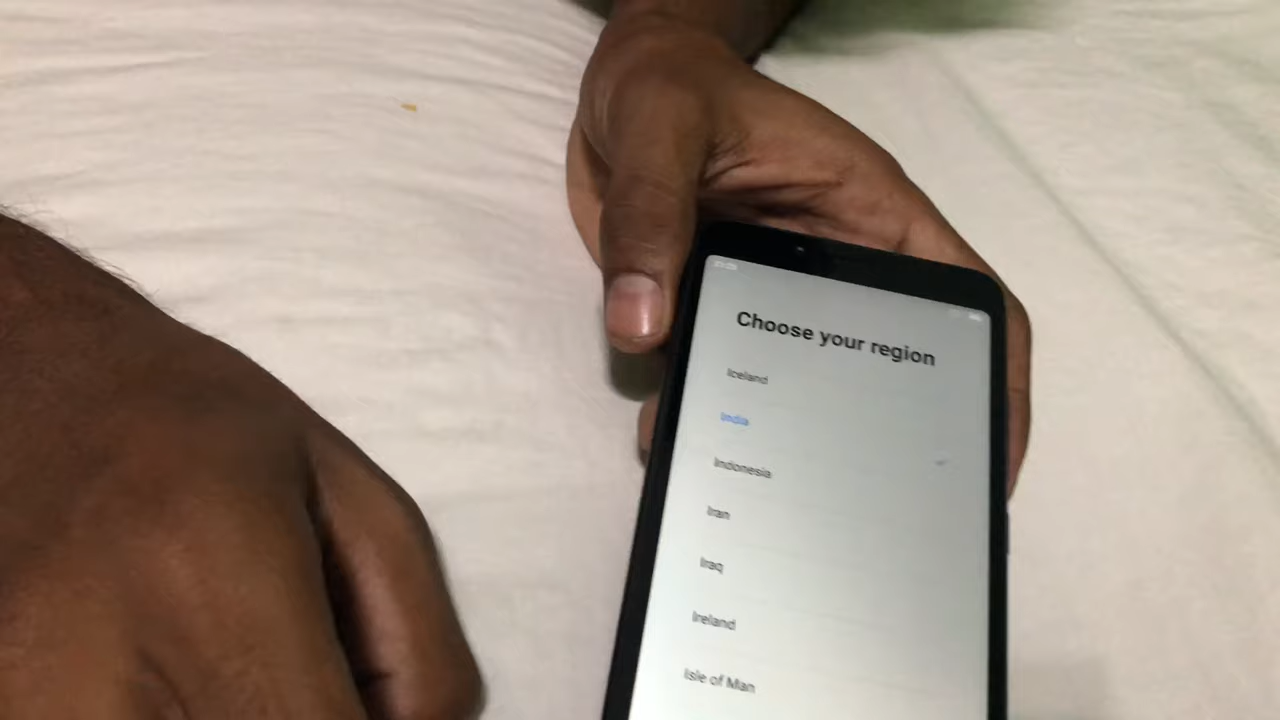 Choose your region
Iceland
India
Indonesia
Iran
Iraq
Ireland
Isle of Man